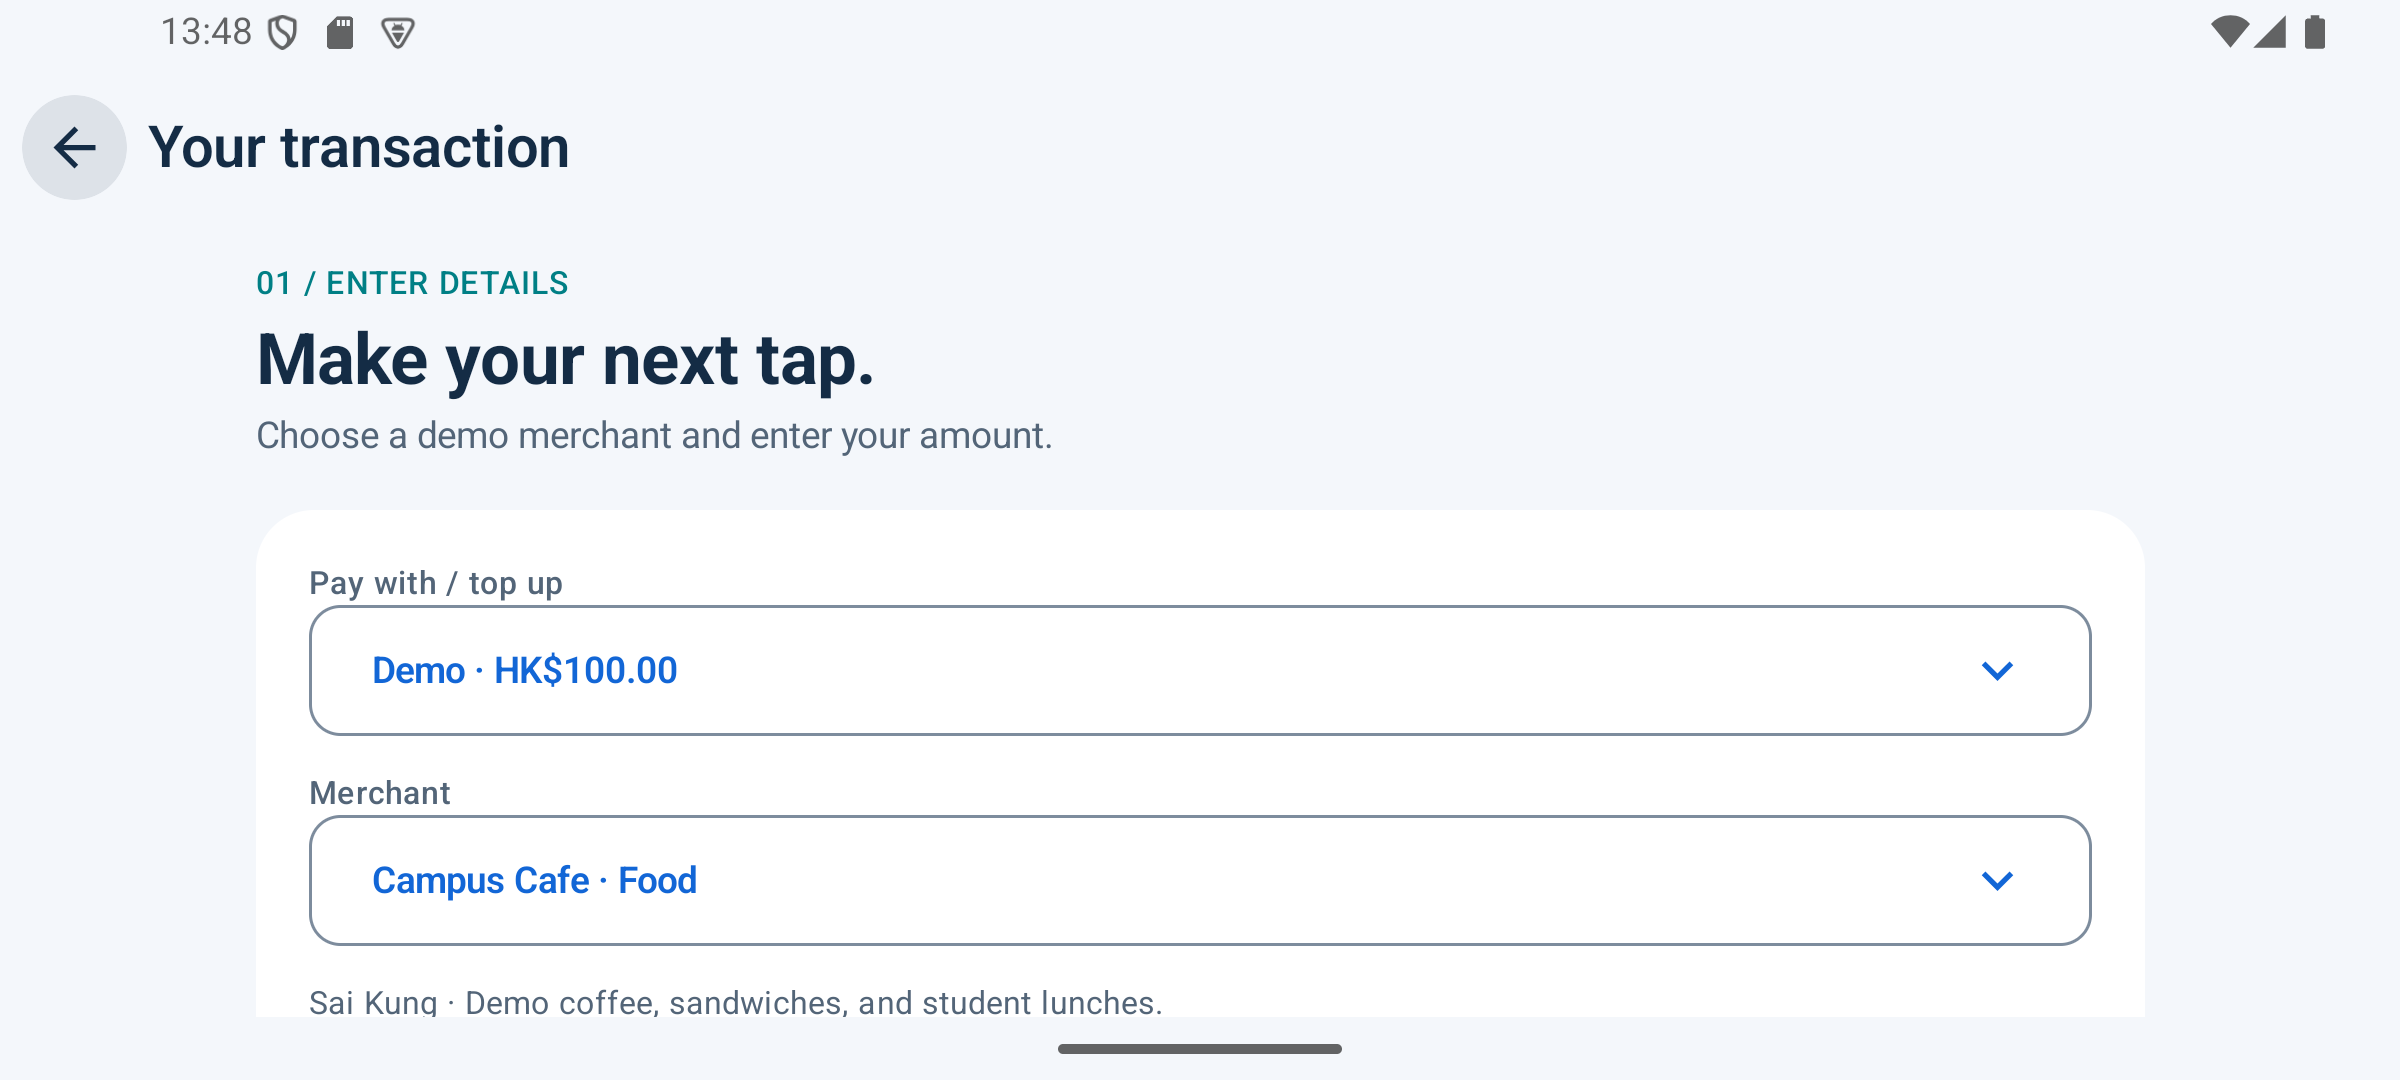 13:48
Your transaction
01 / ENTER DETAILS
Make your next tap.
Choose a demo merchant and enter your amount.
Pay with / top up
Demo · HK$100.00
Merchant
Campus Cafe · Food
Sai Kung · Demo coffee, sandwiches, and student lunches.